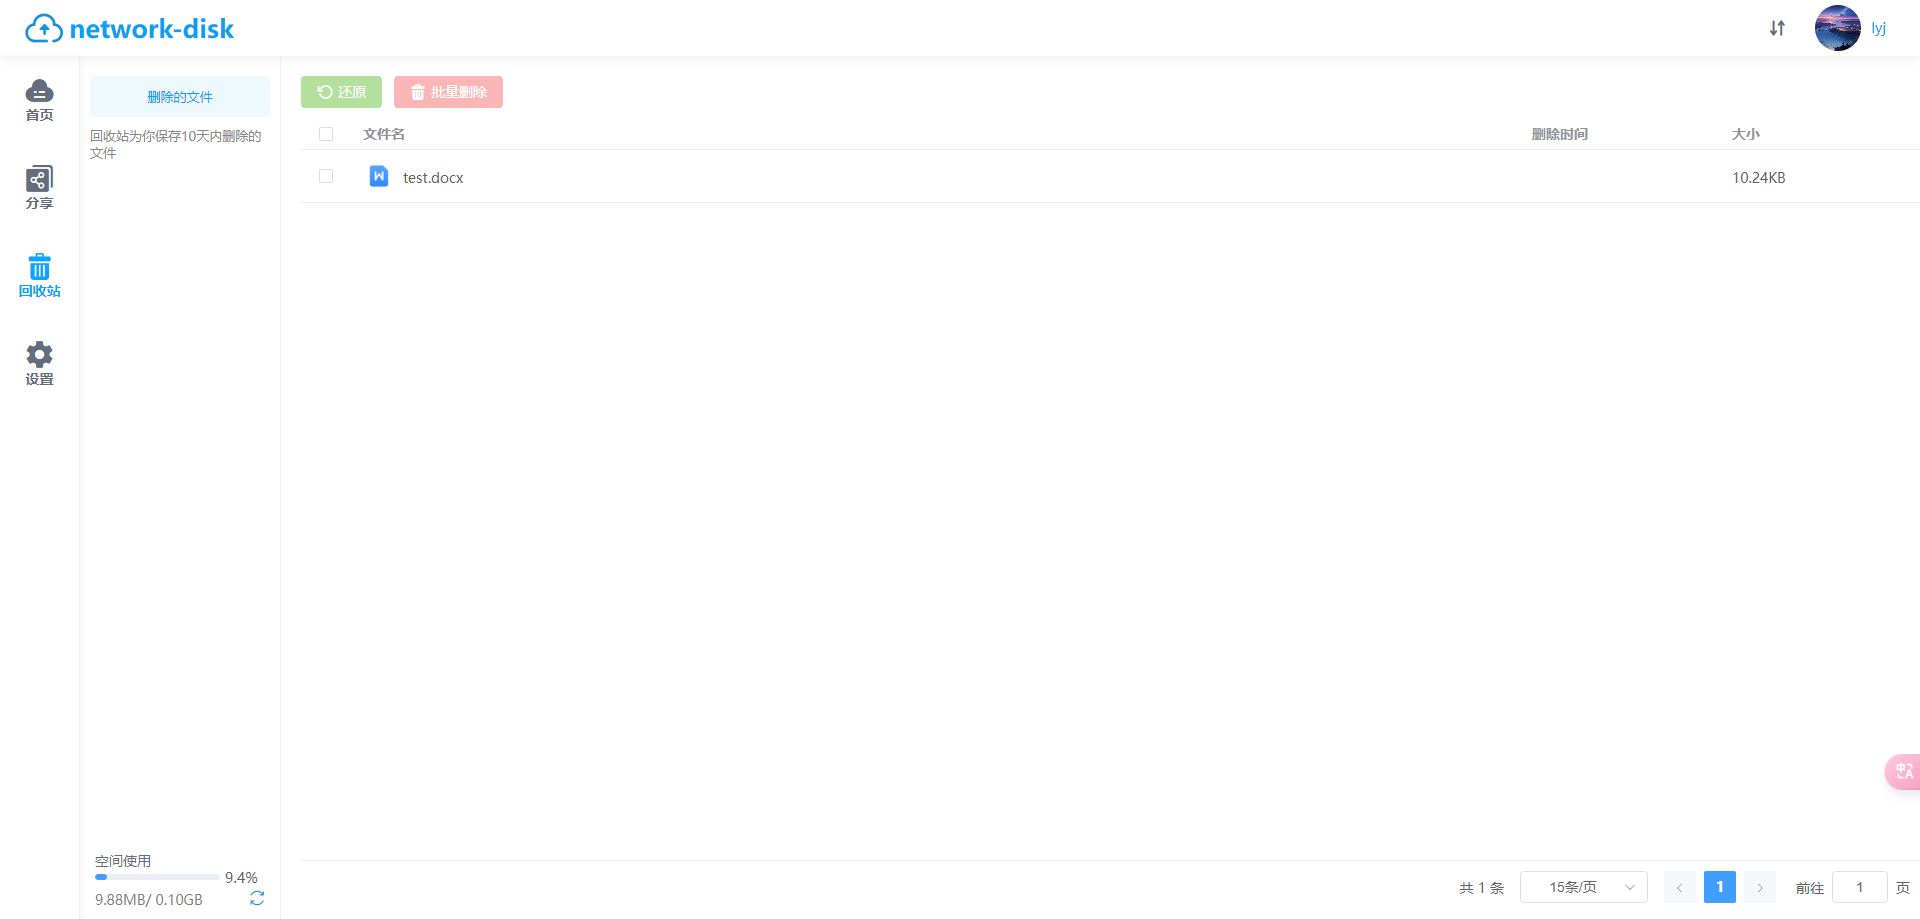 network-disk
lyj
首页
分享
回收站
设置
删除的文件
回收站为你保存10天内删除的
文件
还原
批量删除
文件名
删除时间
大小
test.docx
10.24KB
空间使用
9.4%
9.88MB/ 0.10GB
共 1 条
15条/页
1
前往
1
页